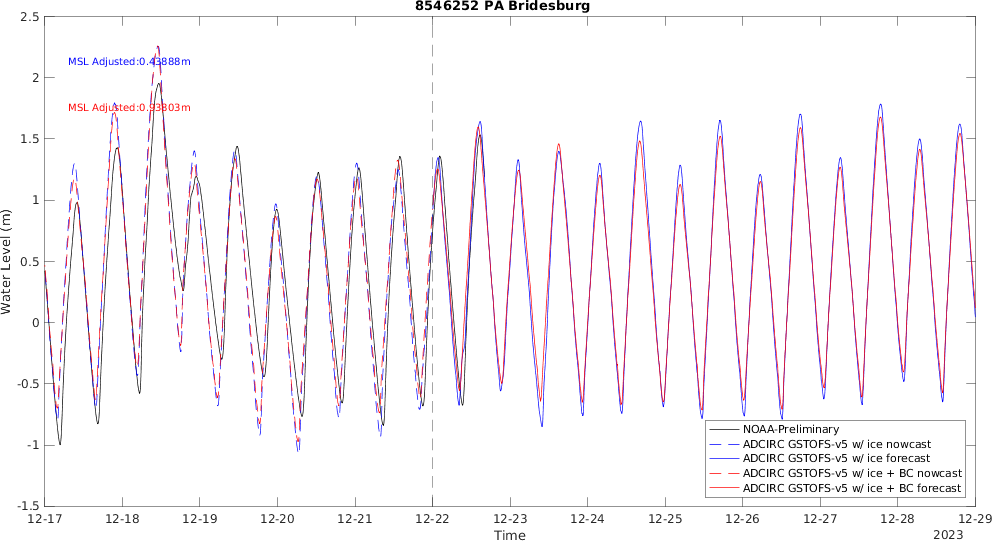 8546252 PA Bridesburg
2.5
2
1.5
1
0.5
0
-0.5
-1
-1.5
Water Level (m)
MSL Adjusted:0.43888m
MSL Adjusted:0.93803m
NOAA-Preliminary
ADCIRC GSTOFS-v5 w/ ice nowcast
ADCIRC GSTOFS-v5 w/ ice forecast
ADCIRC GSTOFS-v5 w/ ice + BC nowcast
ADCIRC GSTOFS-v5 w/ ice + BC forecast
12-17 12-18 12-19 12-20 12-21 12-22 12-23 12-24 12-25 12-26 12-27 12-28 12-29
Time
2023